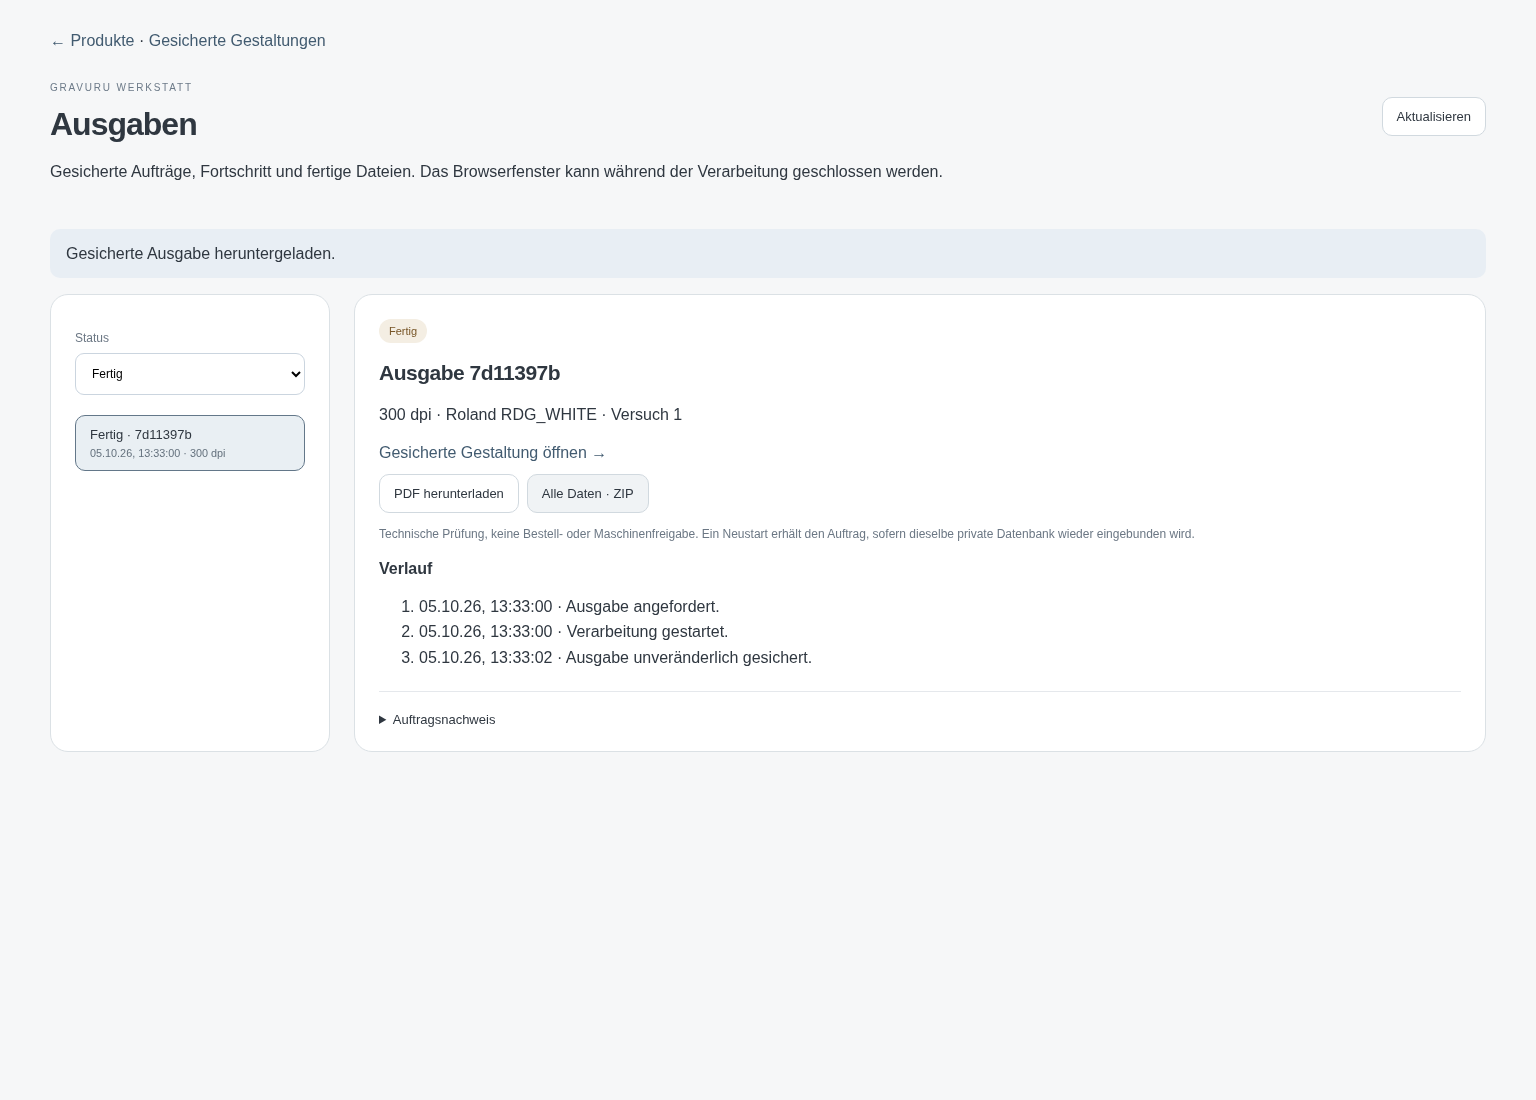 ← Produkte · Gesicherte Gestaltungen
GRAVURU WERKSTATT
Ausgaben
Aktualisieren
Gesicherte Aufträge, Fortschritt und fertige Dateien. Das Browserfenster kann während der Verarbeitung geschlossen werden.
Gesicherte Ausgabe heruntergeladen.
Status
Fertig
Fertig · 7d11397b
05.10.26, 13:33:00 · 300 dpi
Fertig
Ausgabe 7d11397b
300 dpi · Roland RDG_WHITE · Versuch 1
Gesicherte Gestaltung öffnen →
PDF herunterladen
Alle Daten · ZIP
Technische Prüfung, keine Bestell- oder Maschinenfreigabe. Ein Neustart erhält den Auftrag, sofern dieselbe private Datenbank wieder eingebunden wird.
Verlauf
1. 05.10.26, 13:33:00 · Ausgabe angefordert.
2. 05.10.26, 13:33:00 · Verarbeitung gestartet.
3. 05.10.26, 13:33:02 · Ausgabe unveränderlich gesichert.
▶ Auftragsnachweis